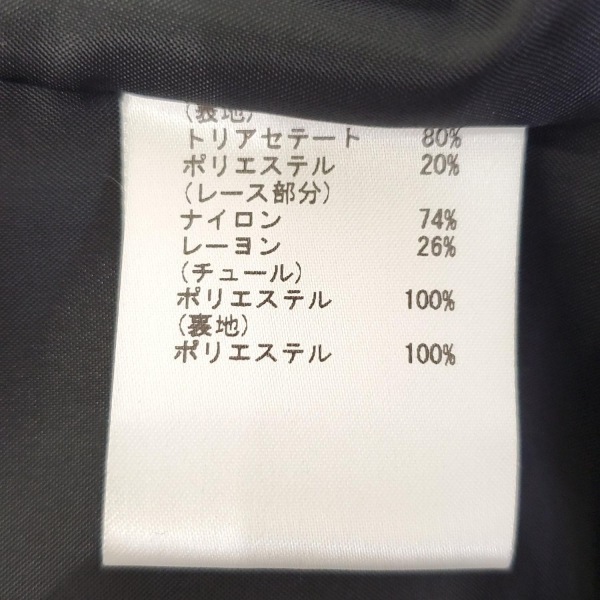 (表地)
トリアセテート 80%
ポリエステル 20%
(レース部分)
ナイロン 74%
レーヨン 26%
(チュール)
ポリエステル 100%
(裏地)
ポリエステル 100%